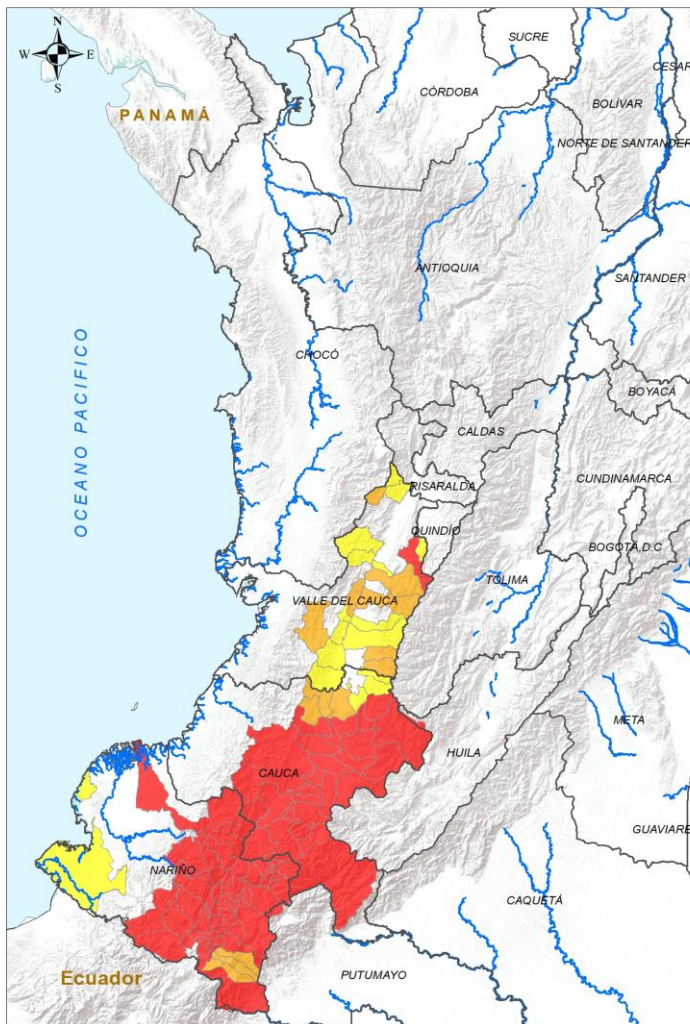 N
W
E
S
SUCRE
CESAR
CÓRDOBA
BOLÍVAR
PANAMÁ
NORTE DE SANTANDER
ANTIOQUIA
SANTANDER
OCEANO PACIFICO
CHOCÓ
BOYACÁ
CALDAS
CUNDINAMARCA
RISARALDA
QUINDÍO
BOGOTÁ, D.C
TOLIMA
VALLE DEL CAUCA
META
HUILA
CAUCA
GUAVIARE
NARIÑO
CAQUETÁ
PUTUMAYO
Ecuador